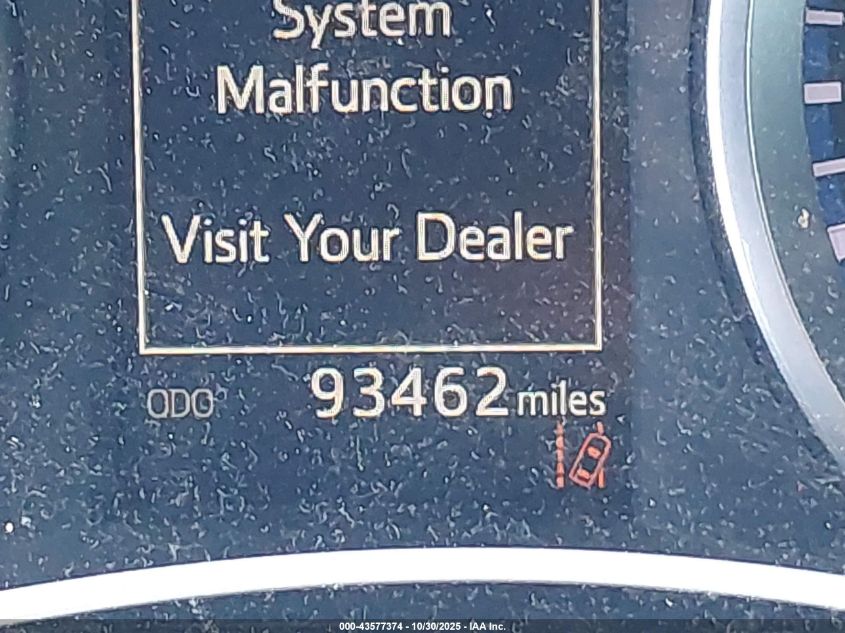 System
Malfunction
Visit Your Dealer
ODO 93462 miles
000-43577374 - 10/30/2025 - IAA Inc.